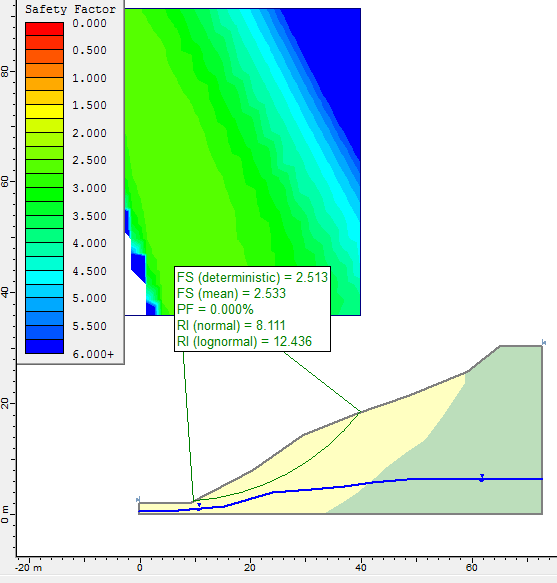 Safety Factor
0.000
0.500
1.000
1.500
2.000
2.500
3.000
3.500
4.000
4.500
5.000
5.500
6.000+
80
60
40
20
0 m
FS (deterministic) = 2.513
FS (mean) = 2.533
PF = 0.000%
RI (normal) = 8.111
RI (lognormal) = 12.436
-20 m
0
20
40
60